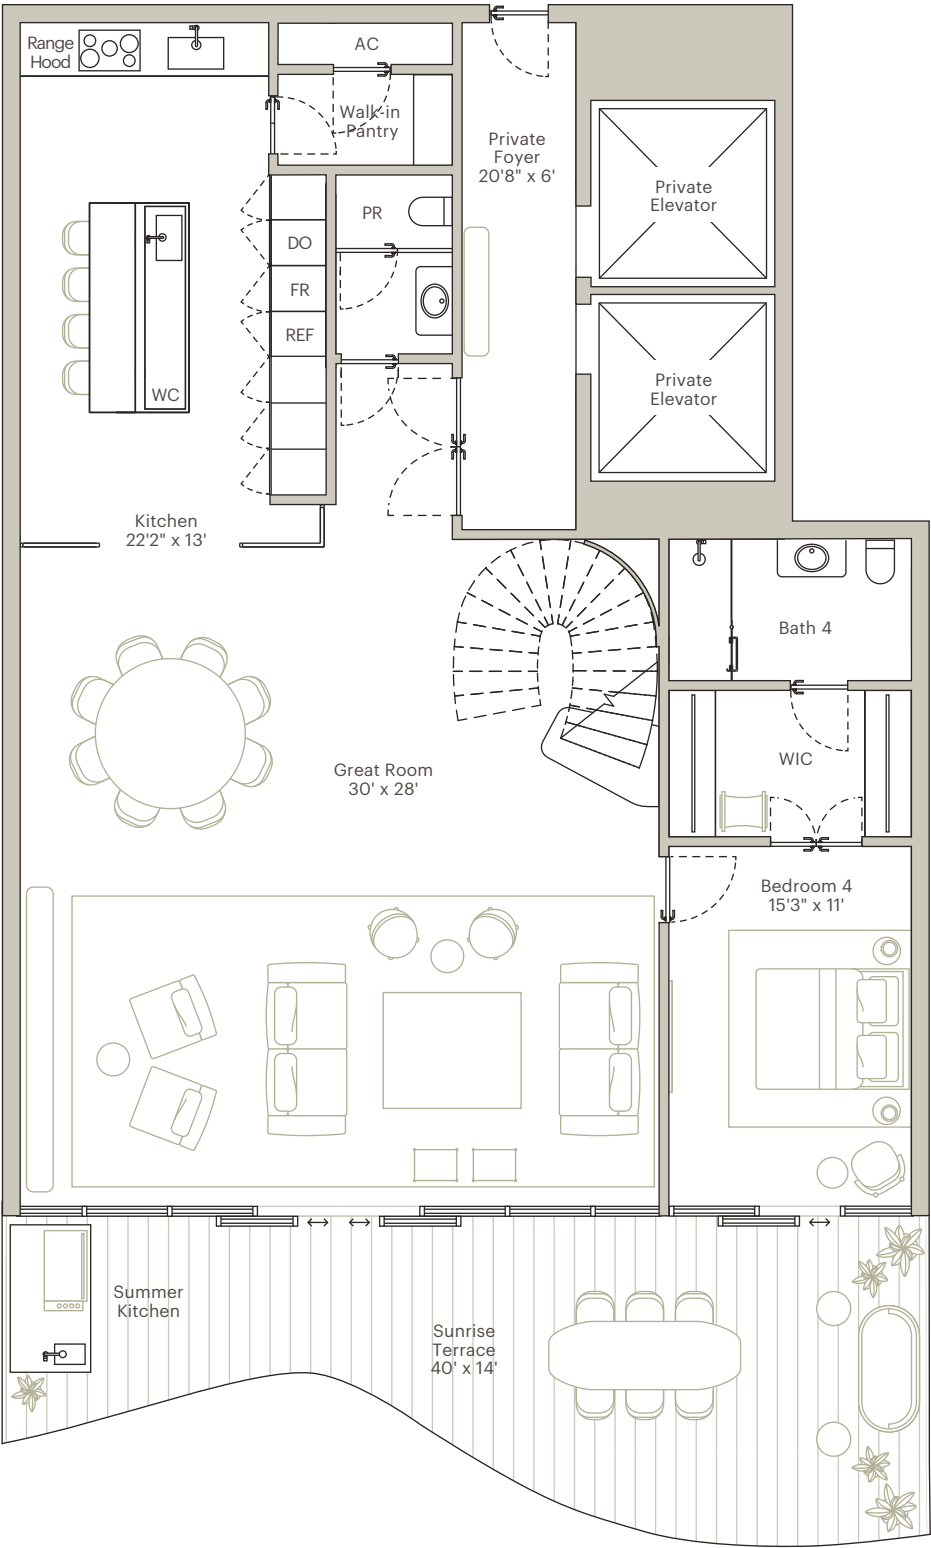 Range
Hood
AC
Walk-in
Pantry
Private
Foyer
20'8" x 6'
Private
Elevator
PR
DO
FR
REF
Private
Elevator
WC
Kitchen
22'2" x 13'
Bath 4
WIC
Great Room
30' x 28'
Bedroom 4
15'3" x 11'
Summer
Kitchen
Sunrise
Terrace
40' x 14'